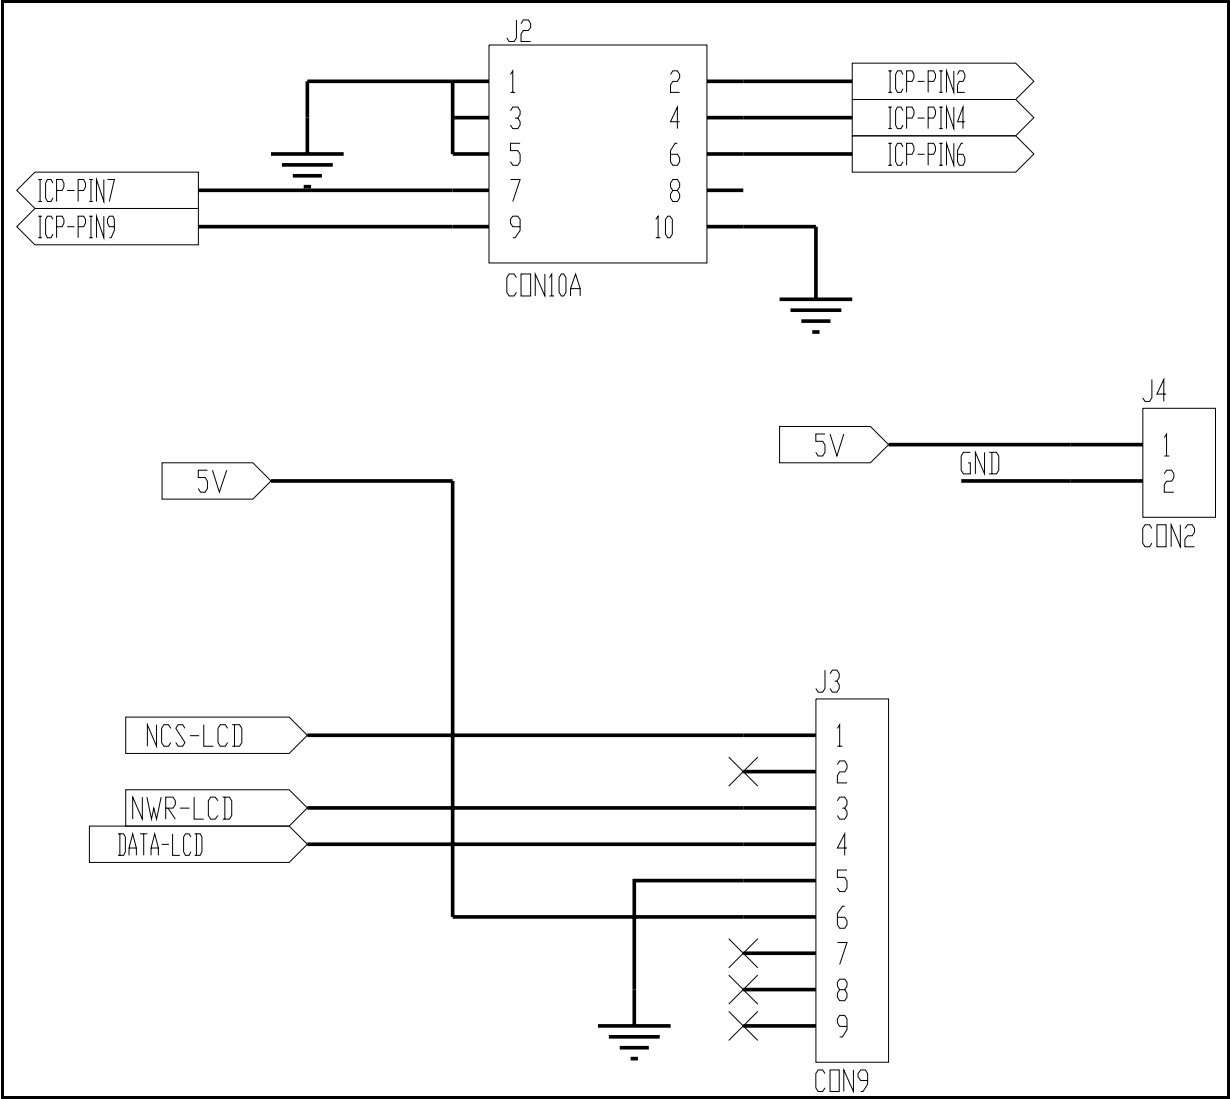 J2
1 2 ICP-PIN2
3 4 ICP-PIN4
5 6 ICP-PIN6
ICP-PIN7 7 8
ICP-PIN9 9 10
CON10A
J4
5V 1
GND
2
CON2
5V
J3
NCS-LCD 1
2
NWR-LCD 3
DATA-LCD 4
5
6
7
8
9
CON9